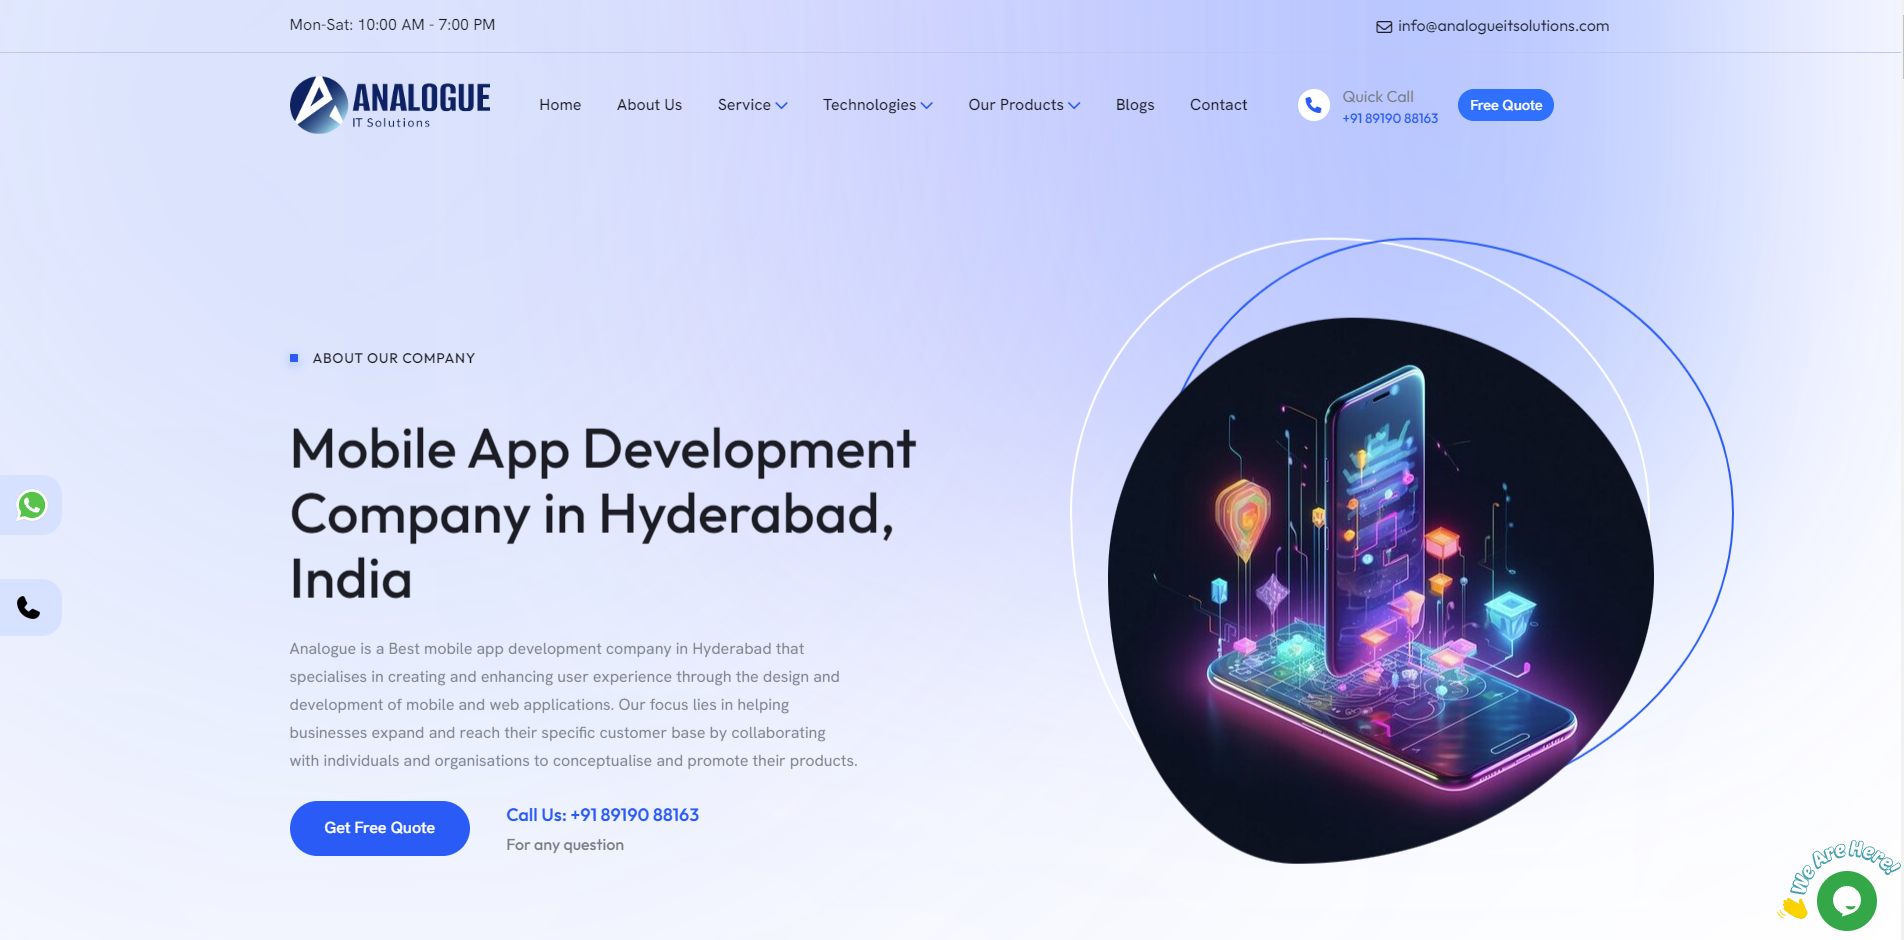 Mon-Sat: 10:00 AM - 7:00 PM
info@analogueitsolutions.com
ANALOGUE
IT Solutions
Home
About Us
Service
Technologies
Our Products
Blogs
Contact
Quick Call
+91 89190 88163
Free Quote
ABOUT OUR COMPANY
Mobile App Development
Company in Hyderabad,
India
Analogue is a Best mobile app development company in Hyderabad that
specialises in creating and enhancing user experience through the design and
development of mobile and web applications. Our focus lies in helping
businesses expand and reach their specific customer base by collaborating
with individuals and organisations to conceptualise and promote their products.
Get Free Quote
Call Us: +91 89190 88163
For any question
We Are Here!